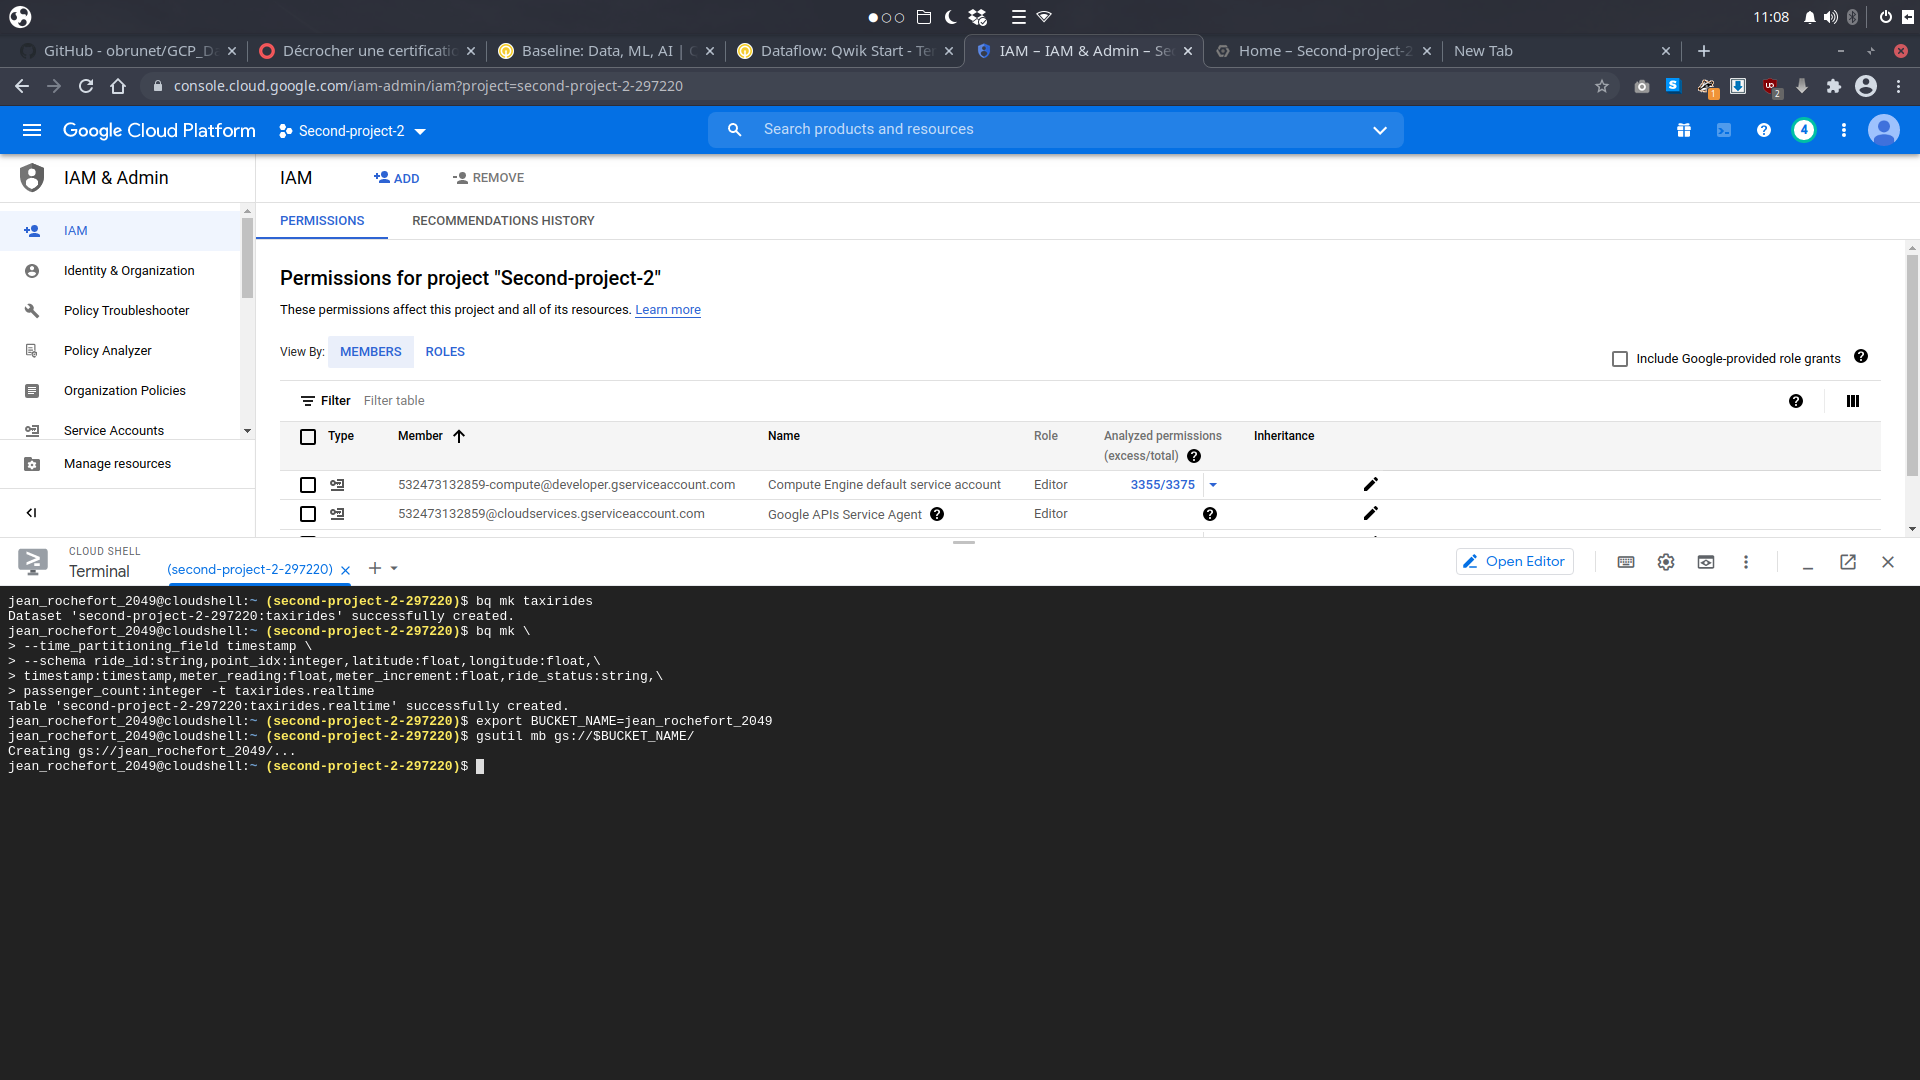 11:08
GitHub - obrunet/GCP_Da
Décrocher une certificatio
Baseline: Data, ML, AI | Q
Dataflow: Qwik Start - Tem
IAM – IAM & Admin – Sec
Home – Second-project-2
New Tab
console.cloud.google.com/iam-admin/iam?project=second-project-2-297220
1
2
Google Cloud Platform
Second-project-2
Search products and resources
4
IAM & Admin
IAM
ADD
REMOVE
PERMISSIONS
RECOMMENDATIONS HISTORY
IAM
Identity & Organization
Policy Troubleshooter
Policy Analyzer
Organization Policies
Service Accounts
Manage resources
Permissions for project "Second-project-2"
These permissions affect this project and all of its resources. Learn more
View By: MEMBERS ROLES
Include Google-provided role grants
Filter Filter table
Type Member Name Role Analyzed permissions (excess/total) Inheritance
532473132859-compute@developer.gserviceaccount.com Compute Engine default service account Editor 3355/3375
532473132859@cloudservices.gserviceaccount.com Google APIs Service Agent Editor
CLOUD SHELL
Terminal
(second-project-2-297220)
Open Editor
jean_rochefort_2049@cloudshell:~ (second-project-2-297220)$ bq mk taxirides
Dataset 'second-project-2-297220:taxirides' successfully created.
jean_rochefort_2049@cloudshell:~ (second-project-2-297220)$ bq mk \
> --time_partitioning_field timestamp \
> --schema ride_id:string,point_idx:integer,latitude:float,longitude:float,\
> timestamp:timestamp,meter_reading:float,meter_increment:float,ride_status:string,\
> passenger_count:integer -t taxirides.realtime
Table 'second-project-2-297220:taxirides.realtime' successfully created.
jean_rochefort_2049@cloudshell:~ (second-project-2-297220)$ export BUCKET_NAME=jean_rochefort_2049
jean_rochefort_2049@cloudshell:~ (second-project-2-297220)$ gsutil mb gs://$BUCKET_NAME/
Creating gs://jean_rochefort_2049/...
jean_rochefort_2049@cloudshell:~ (second-project-2-297220)$